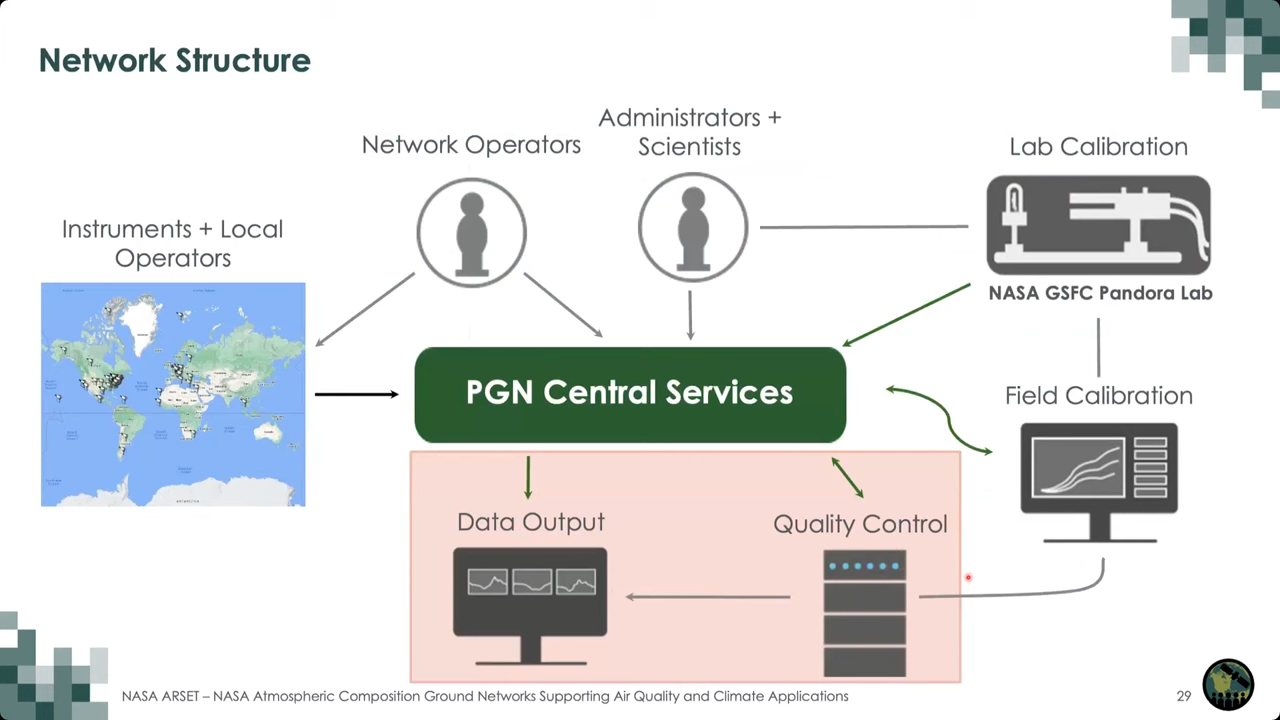 Network Structure
Administrators +
Scientists
Network Operators
Lab Calibration
Instruments + Local
Operators
NASA GSFC Pandora Lab
PGN Central Services
Field Calibration
Data Output
Quality Control
NASA ARSET – NASA Atmospheric Composition Ground Networks Supporting Air Quality and Climate Applications
29